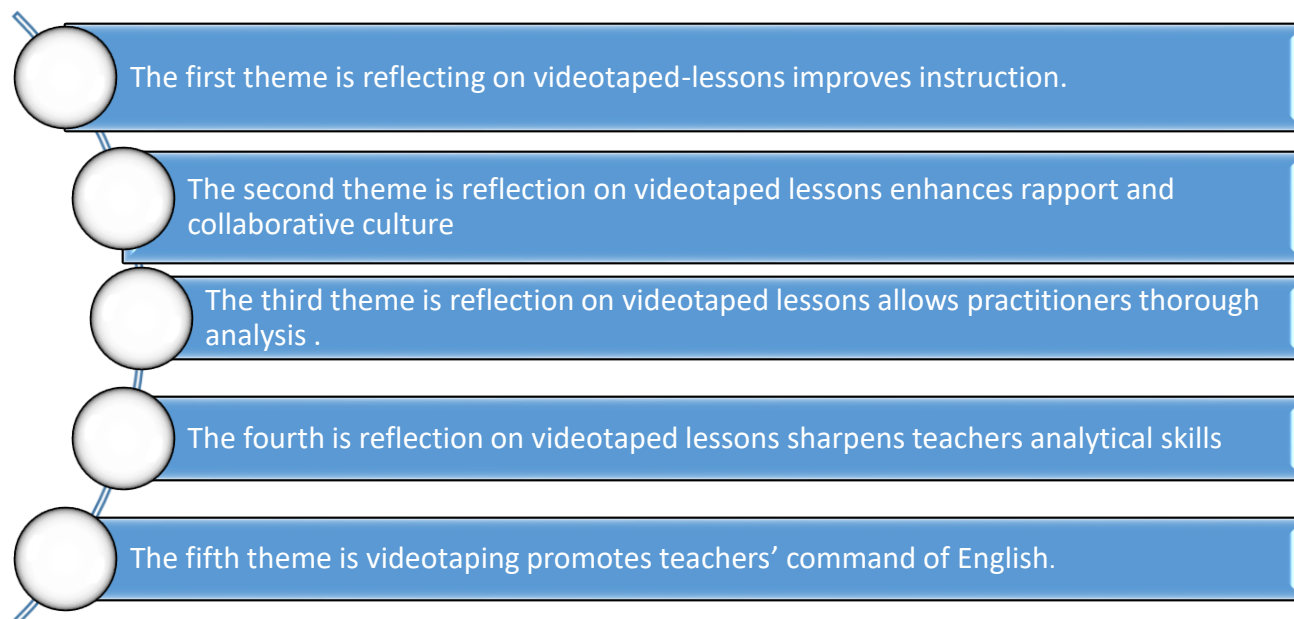 The first theme is reflecting on videotaped-lessons improves instruction.
The second theme is reflection on videotaped lessons enhances rapport and
collaborative culture
The third theme is reflection on videotaped lessons allows practitioners thorough
analysis .
The fourth is reflection on videotaped lessons sharpens teachers analytical skills
The fifth theme is videotaping promotes teachers’ command of English.